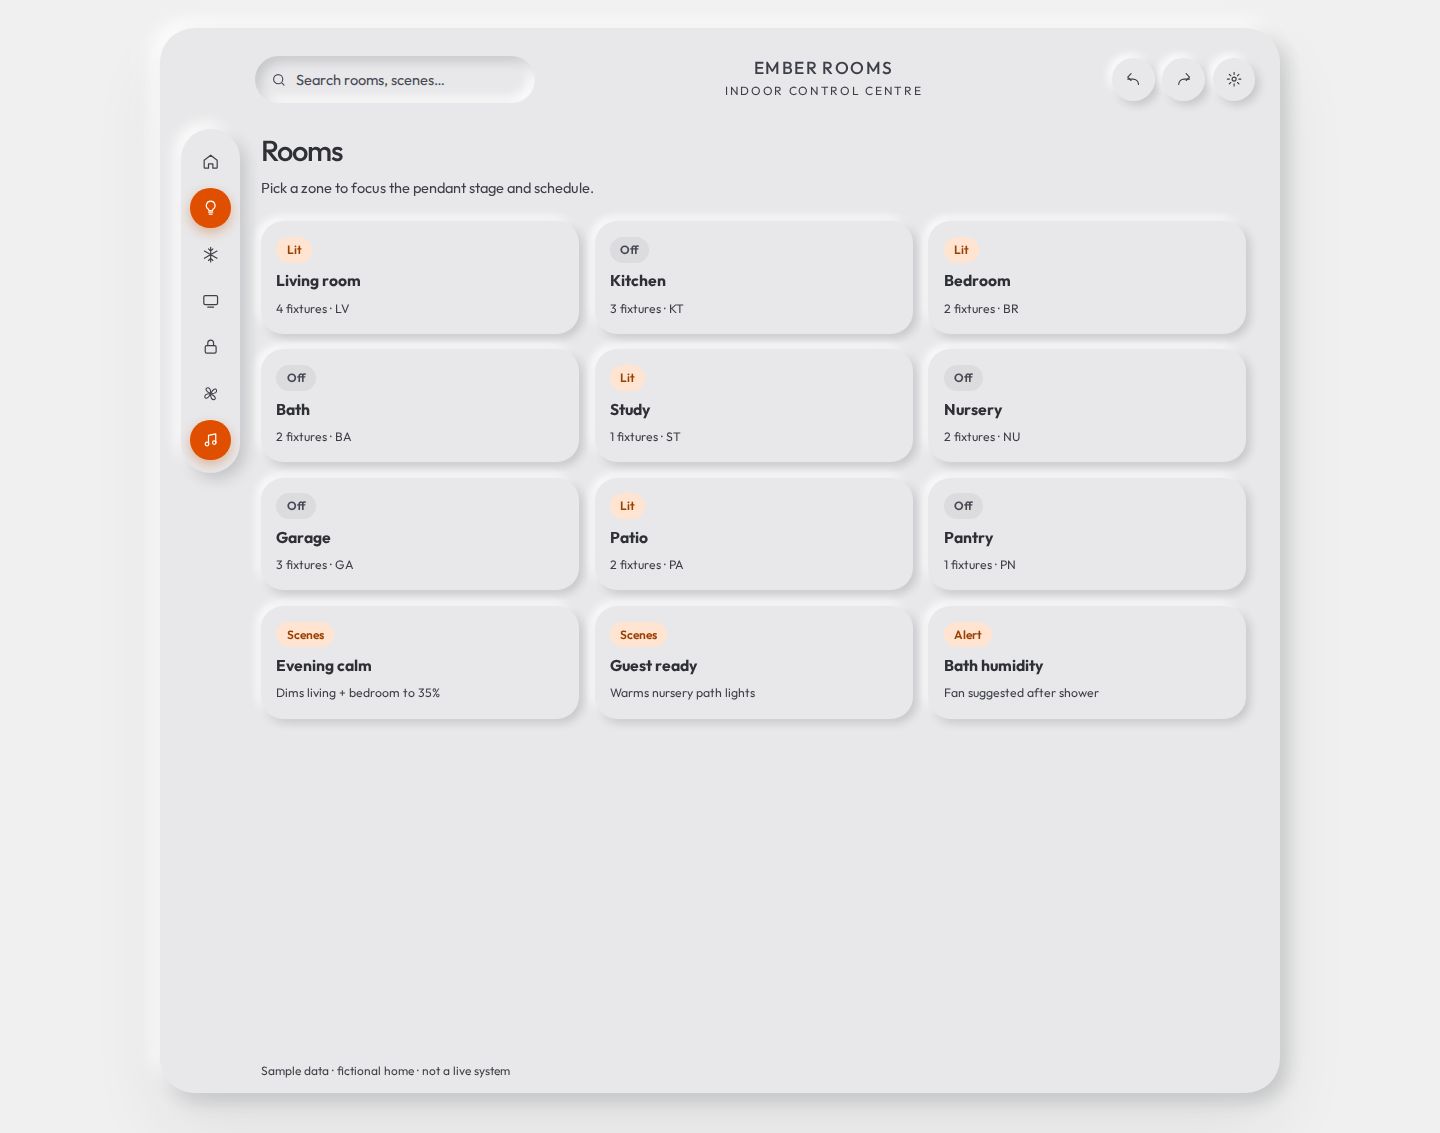 Search rooms, scenes...
EMBER ROOMS
INDOOR CONTROL CENTRE
Rooms
Pick a zone to focus the pendant stage and schedule.
Lit
Living room
4 fixtures · LV
Off
Kitchen
3 fixtures · KT
Lit
Bedroom
2 fixtures · BR
Off
Bath
2 fixtures · BA
Lit
Study
1 fixtures · ST
Off
Nursery
2 fixtures · NU
Off
Garage
3 fixtures · GA
Lit
Patio
2 fixtures · PA
Off
Pantry
1 fixtures · PN
Scenes
Evening calm
Dims living + bedroom to 35%
Scenes
Guest ready
Warms nursery path lights
Alert
Bath humidity
Fan suggested after shower
Sample data · fictional home · not a live system